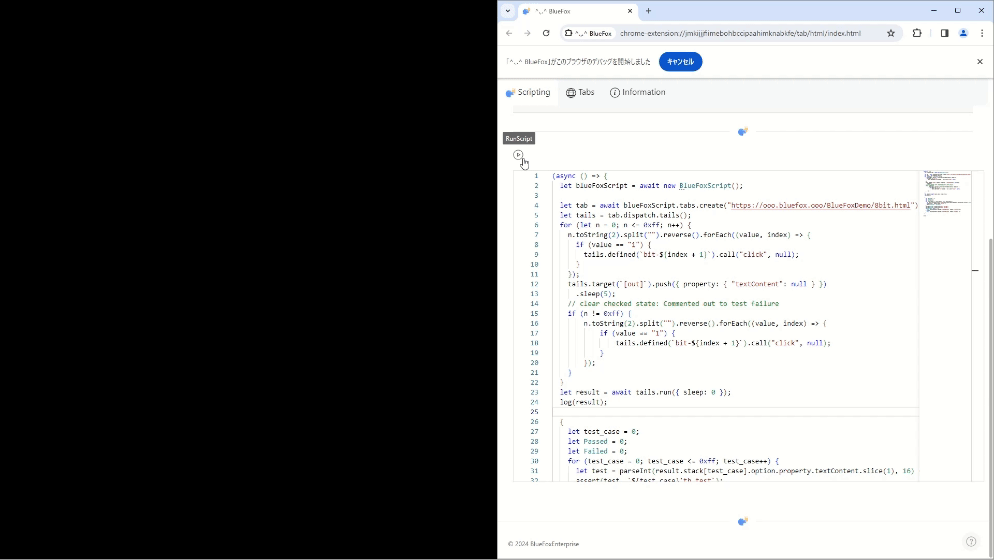 ^..^ BlueFox
^..^ BlueFox chrome-extension://jmkijjjfiimebohbcdipaahimknabkfe/tab/html/index.html
「^..^ BlueFox」がこのブラウザのデバッグを開始しました キャンセル
Scripting Tabs Information
RunScript
1 (async () => {
2 let blueFoxScript = await new BlueFoxScript();
3
4 let tab = await blueFoxScript.tabs.create("https://ooo.bluefox.ooo/BlueFoxDemo/8bit.html")
5 let tails = tab.dispatch.tails();
6 for (let n = 0; n <= 0xff; n++) {
7 n.toString(2).split("").reverse().forEach((value, index) => {
8 if (value == "1") {
9 tails.defined(`bit-${index + 1}`).call("click", null);
10 }
11 });
12 tails.target(`[out]`).push({ property: { "textContent": null } })
13 .sleep(5);
14 // clear checked state: Commented out to test failure
15 if (n != 0xff) {
16 n.toString(2).split("").reverse().forEach((value, index) => {
17 if (value == "1") {
18 tails.defined(`bit-${index + 1}`).call("click", null);
19 }
20 });
21 }
22 }
23 let result = await tails.run({ sleep: 0 });
24 log(result);
25
26 {
27 let test_case = 0;
28 let Passed = 0;
29 let Failed = 0;
30 for (test_case = 0; test_case <= 0xff; test_case++) {
31 let test = parseInt(result.stack[test_case].option.property.textContent.slice(1), 16)
32 assert(test, `${test_case}'th test`);
© 2024 BlueFoxEnterprise